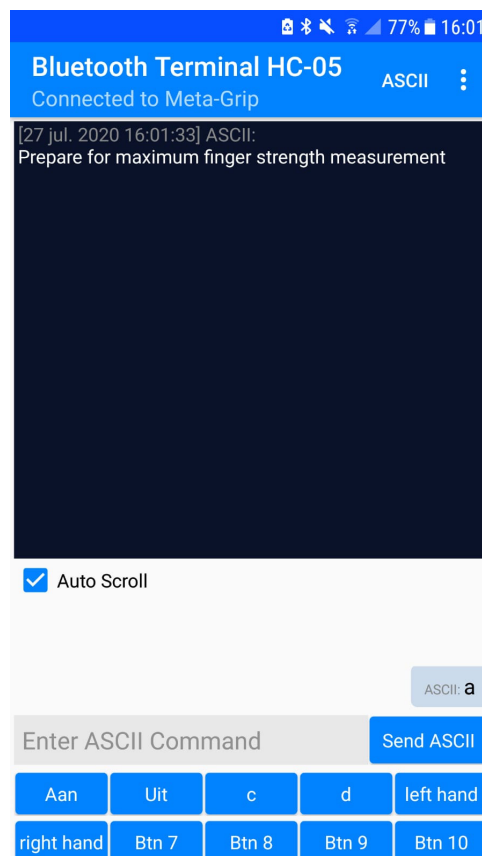 77% 16:01
Bluetooth Terminal HC-05
Connected to Meta-Grip
ASCII
[27 jul. 2020 16:01:33] ASCII:
Prepare for maximum finger strength measurement
Auto Scroll
ASCII: a
Enter ASCII Command
Send ASCII
Aan Uit c d left hand
right hand Btn 7 Btn 8 Btn 9 Btn 10